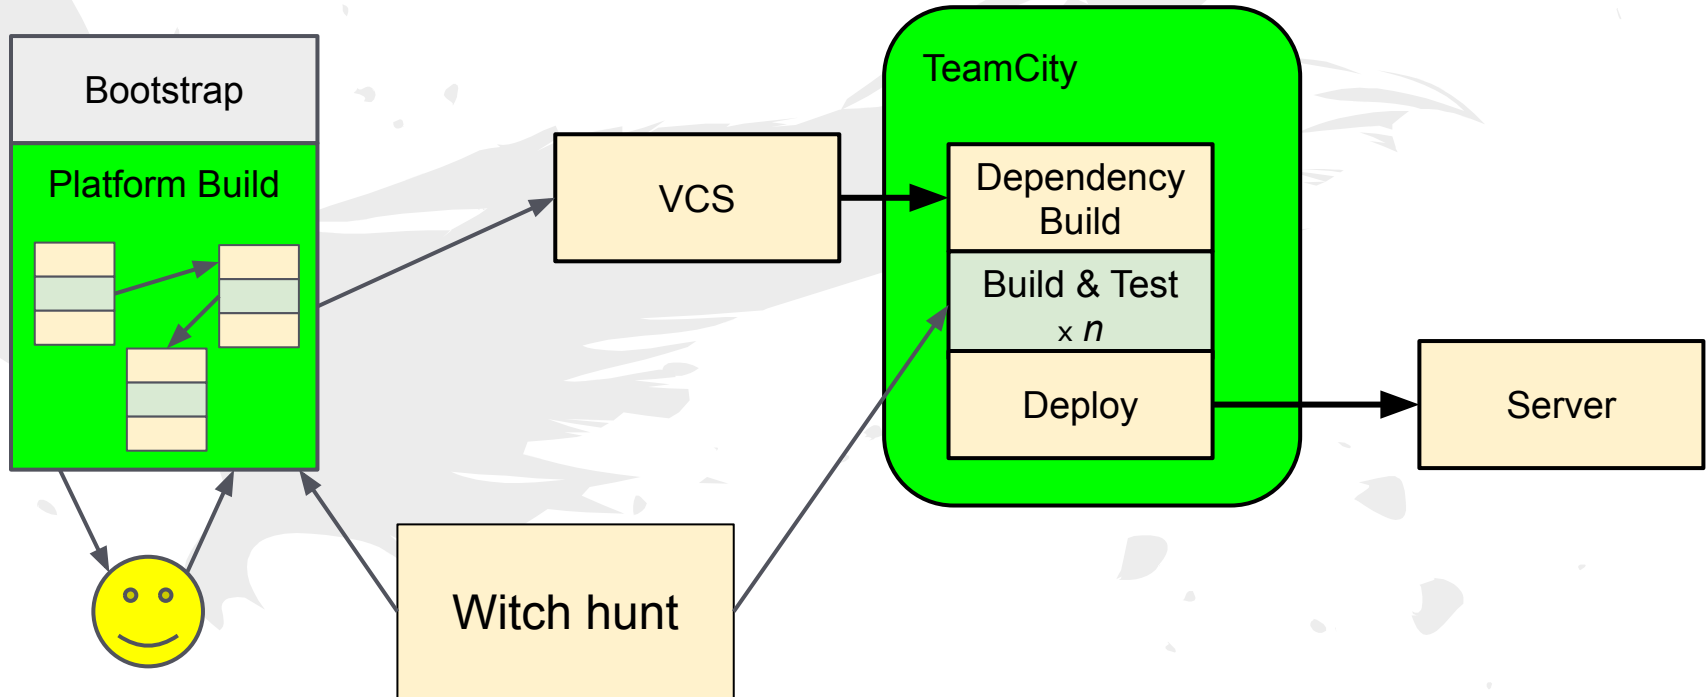 Bootstrap
Platform Build
VCS
TeamCity
Dependency
Build
Build & Test
x n
Deploy
Server
Witch hunt